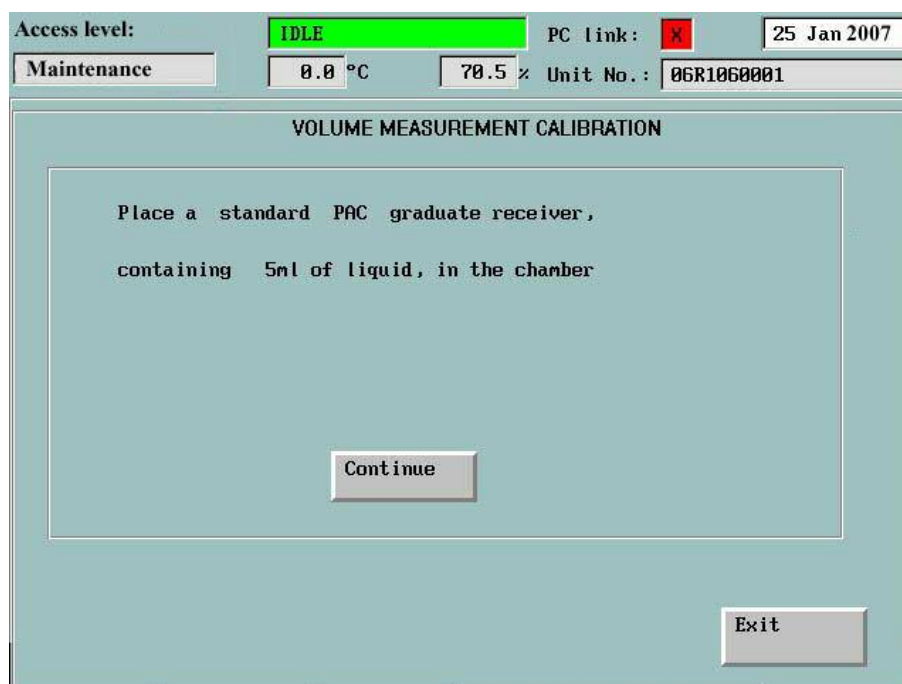 Access level: IDLE PC link: X 25 Jan 2007
Maintenance 0.0 °C 70.5 % Unit No.: 06R1060001
VOLUME MEASUREMENT CALIBRATION
Place a standard PAC graduate receiver,
containing 5ml of liquid, in the chamber
Continue
Exit